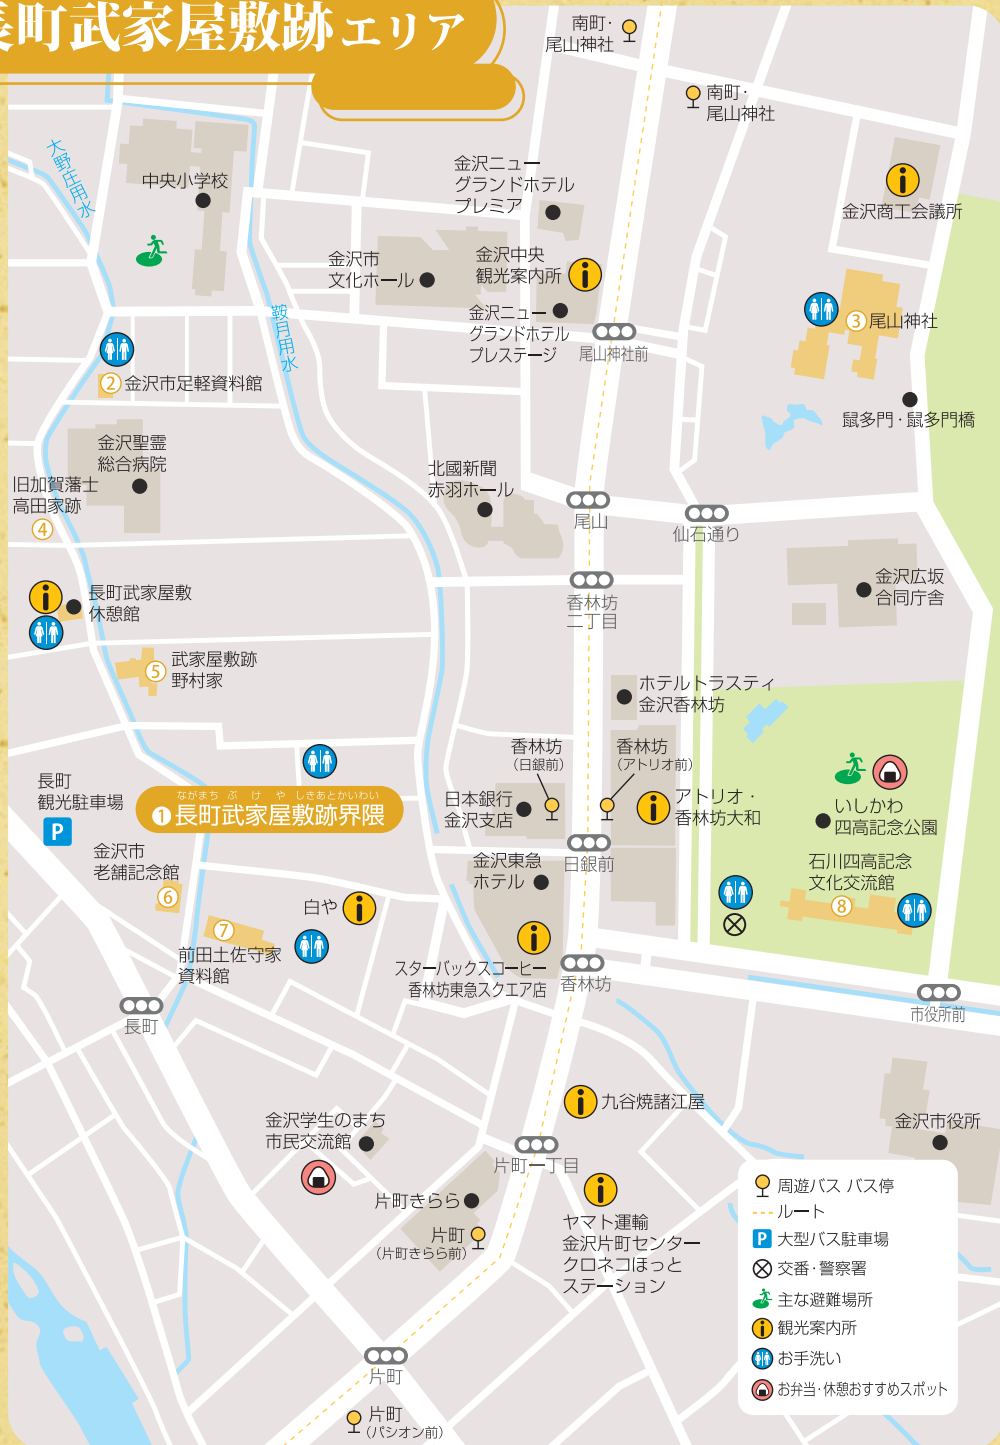 長町武家屋敷跡エリア
南町・
尾山神社
南町・
尾山神社
大野庄用水
中央小学校
金沢ニュー
グランドホテル
プレミア
金沢商工会議所
金沢市
文化ホール
金沢中央
観光案内所
鞍月用水
金沢ニュー
グランドホテル
プレステージ
尾山神社前
3 尾山神社
2 金沢市足軽資料館
鼠多門・鼠多門橋
金沢聖霊
総合病院
旧加賀藩士
高田家跡
4
北國新聞
赤羽ホール
尾山
仙石通り
長町武家屋敷
休憩館
香林坊
二丁目
金沢広坂
合同庁舎
5 武家屋敷跡
野村家
ホテルトラスティ
金沢香林坊
香林坊
(日銀前)
香林坊
(アトリオ前)
長町
観光駐車場
P
ながまち ぶ け や しきあとかいわい
1 長町武家屋敷跡界隈
日本銀行
金沢支店
アトリオ・
香林坊大和
いしかわ
四高記念公園
金沢市
老舗記念館
6
金沢東急
ホテル
日銀前
石川四高記念
文化交流館
8
白や
7
前田土佐守家
資料館
スターバックスコーヒー
香林坊東急スクエア店
香林坊
市役所前
長町
九谷焼諸江屋
金沢学生のまち
市民交流館
金沢市役所
片町一丁目
片町きらら
片町
(片町きらら前)
ヤマト運輸
金沢片町センター
クロネコほっと
ステーション
片町
片町
(パシオン前)
周遊バス バス停
ルート
P 大型バス駐車場
交番・警察署
主な避難場所
観光案内所
お手洗い
お弁当・休憩おすすめスポット